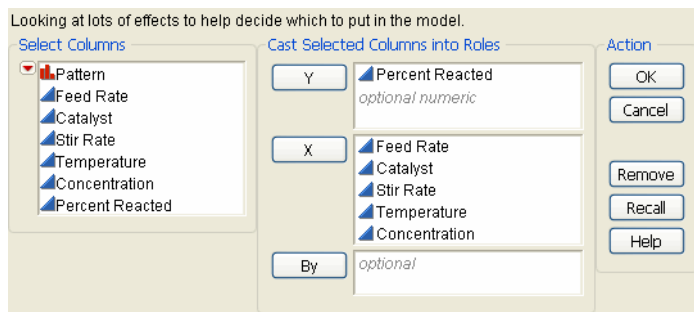 Looking at lots of effects to help decide which to put in the model.
Select Columns
Pattern
Feed Rate
Catalyst
Stir Rate
Temperature
Concentration
Percent Reacted
Cast Selected Columns into Roles
Y
Percent Reacted
optional numeric
X
Feed Rate
Catalyst
Stir Rate
Temperature
Concentration
By
optional
Action
OK
Cancel
Remove
Recall
Help